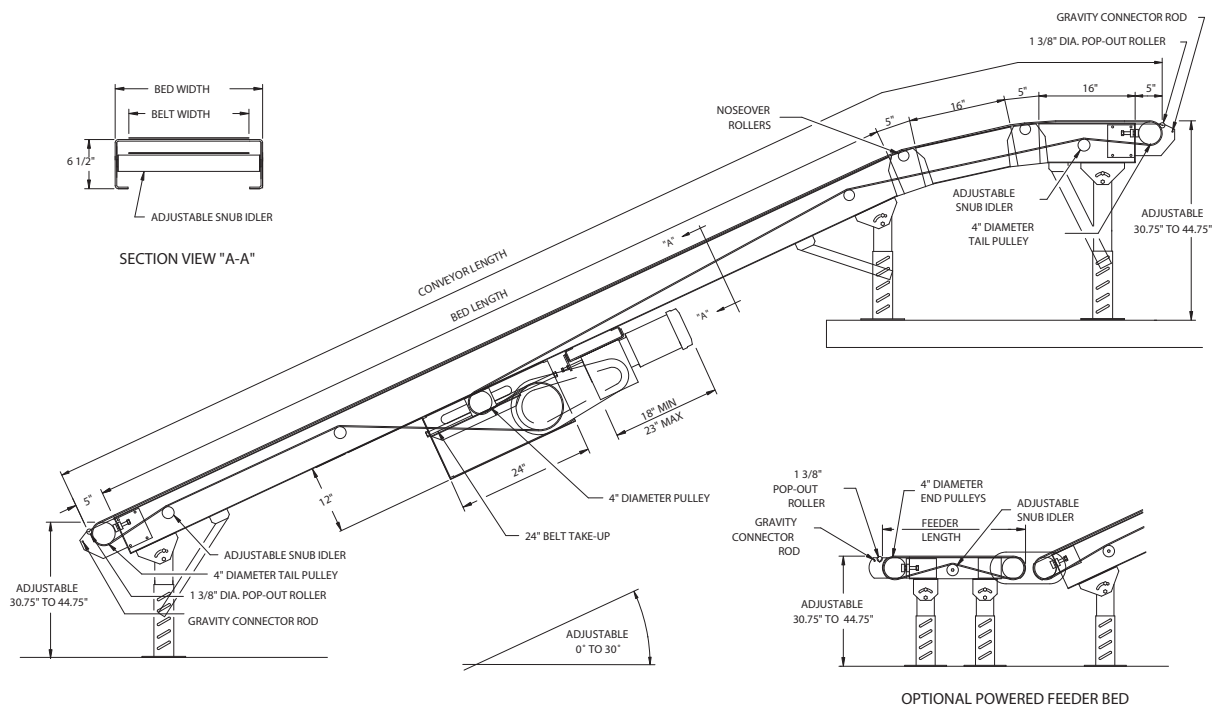 GRAVITY CONNECTOR ROD
1 3/8" DIA. POP-OUT ROLLER
BED WIDTH
BELT WIDTH
6 1/2"
ADJUSTABLE SNUB IDLER
SECTION VIEW "A-A"
NOSEOVER
ROLLERS
5"
16"
5"
16"
5"
ADJUSTABLE
SNUB IDLER
4" DIAMETER
TAIL PULLEY
ADJUSTABLE
30.75" TO 44.75"
CONVEYOR LENGTH
BED LENGTH
"A"
"A"
18" MIN
23" MAX
24"
12"
4" DIAMETER PULLEY
24" BELT TAKE-UP
5"
ADJUSTABLE SNUB IDLER
4" DIAMETER TAIL PULLEY
1 3/8" DIA. POP-OUT ROLLER
GRAVITY CONNECTOR ROD
ADJUSTABLE
30.75" TO 44.75"
ADJUSTABLE
0° TO 30°
1 3/8"
POP-OUT
ROLLER
4" DIAMETER
END PULLEYS
ADJUSTABLE
SNUB IDLER
GRAVITY
CONNECTOR
ROD
FEEDER
LENGTH
ADJUSTABLE
30.75" TO 44.75"
OPTIONAL POWERED FEEDER BED